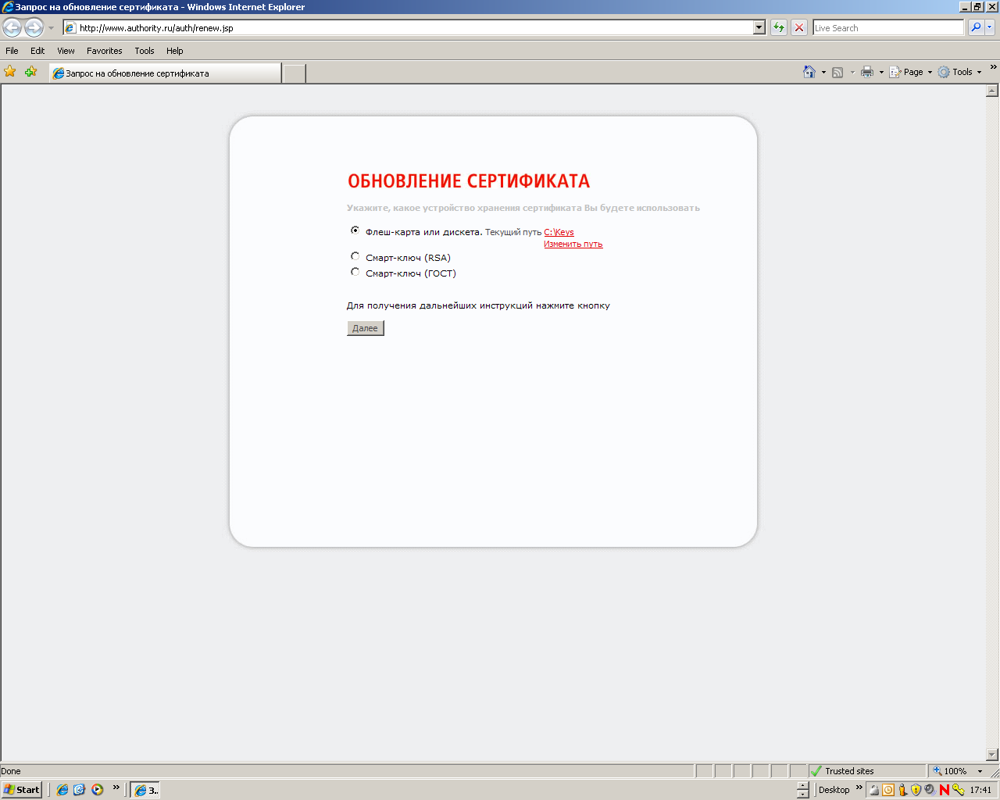 Запрос на обновление сертификата - Windows Internet Explorer
http://www.authority.ru/auth/renew.jsp
Live Search
File Edit View Favorites Tools Help
Запрос на обновление сертификата
Page Tools
ОБНОВЛЕНИЕ СЕРТИФИКАТА
Укажите, какое устройство хранения сертификата Вы будете использовать
Флеш-карта или дискета. Текущий путь C:\Keys
Изменить путь
Смарт-ключ (RSA)
Смарт-ключ (ГОСТ)
Для получения дальнейших инструкций нажмите кнопку
Далее
Done Trusted sites 100%
Start З.. Desktop 17:41